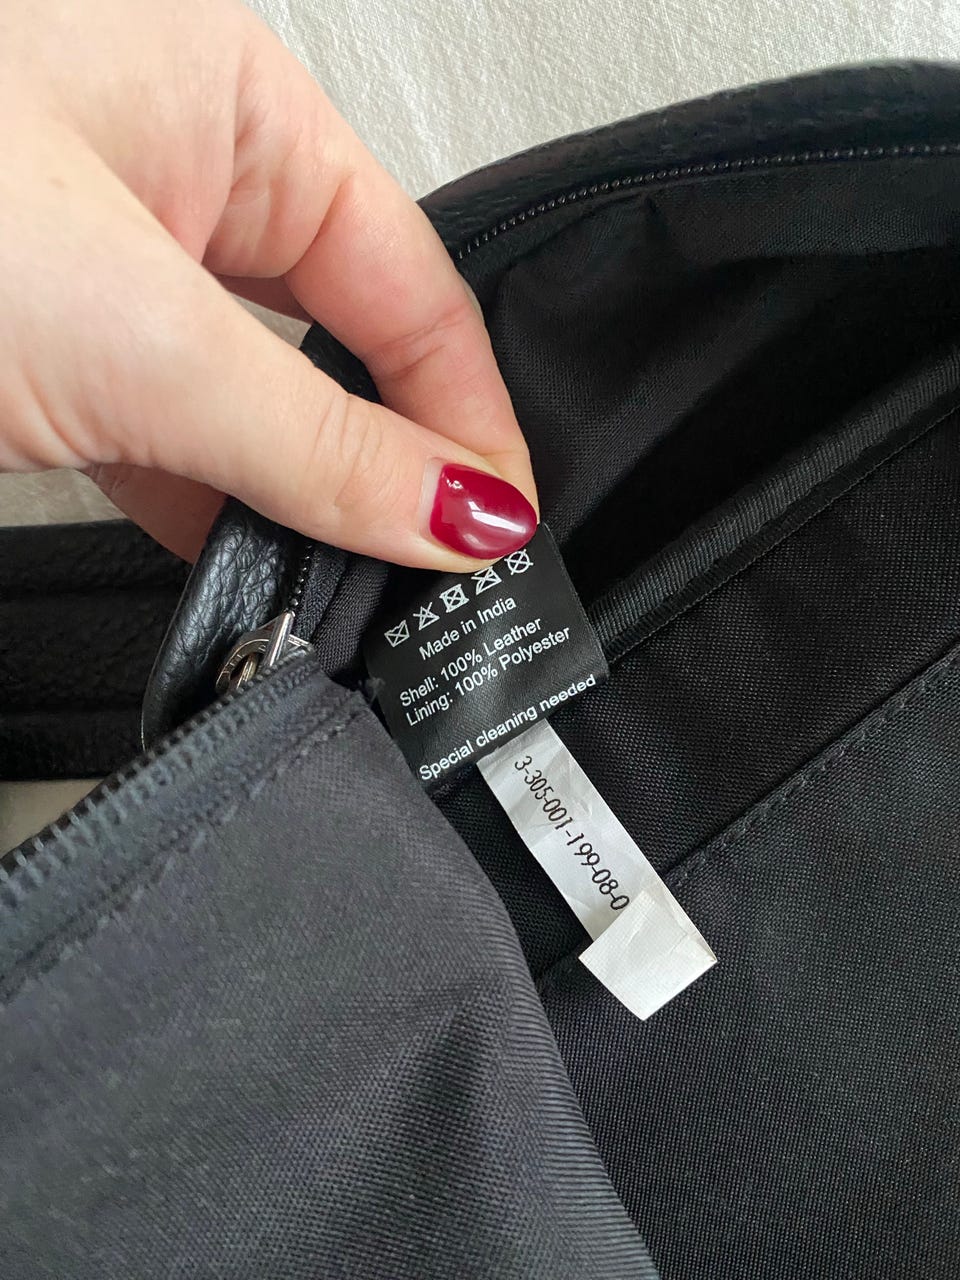 Made in India
Shell: 100% Leather
Lining: 100% Polyester
Special cleaning needed
3-305-001-199-08-0